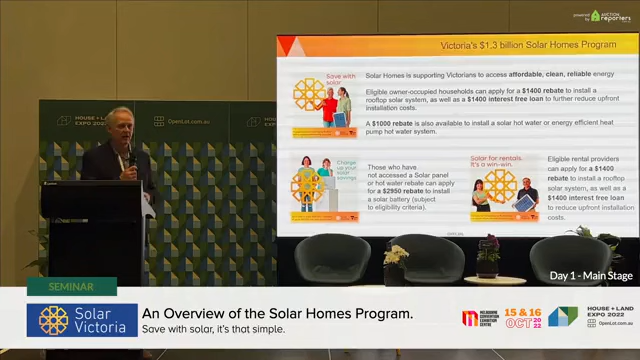 powered by AUCTION reporters
Victoria's $1.3 billion Solar Homes Program
Save with solar
Solar Homes is supporting Victorians to access affordable, clean, reliable energy
Eligible owner-occupied households can apply for a $1400 rebate to install a
rooftop solar system, as well as a $1400 interest free loan to further reduce upfront
installation costs.
A $1000 rebate is also available to install a solar hot water or energy efficient heat
pump hot water system.
Charge up your solar savings
Those who have
not accessed a Solar panel
or hot water rebate can apply
for a $2950 rebate to install
a solar battery (subject
to eligibility criteria).
Solar for rentals.
It's a win-win.
Eligible rental providers
can apply for a $1400
rebate to install a rooftop
solar system, as well as a
$1400 interest free loan
to reduce upfront installation
costs.
HOUSE + LAND
EXPO 2022
OpenLot.com.au
HOUSE + LAND
EXPO 2022
Day 1 - Main Stage
SEMINAR
Solar
Victoria
An Overview of the Solar Homes Program.
Save with solar, it's that simple.
MELBOURNE
CONVENTION
EXHIBITION
CENTRE
15 & 16
OCT 2022
HOUSE + LAND
EXPO 2022
OpenLot.com.au